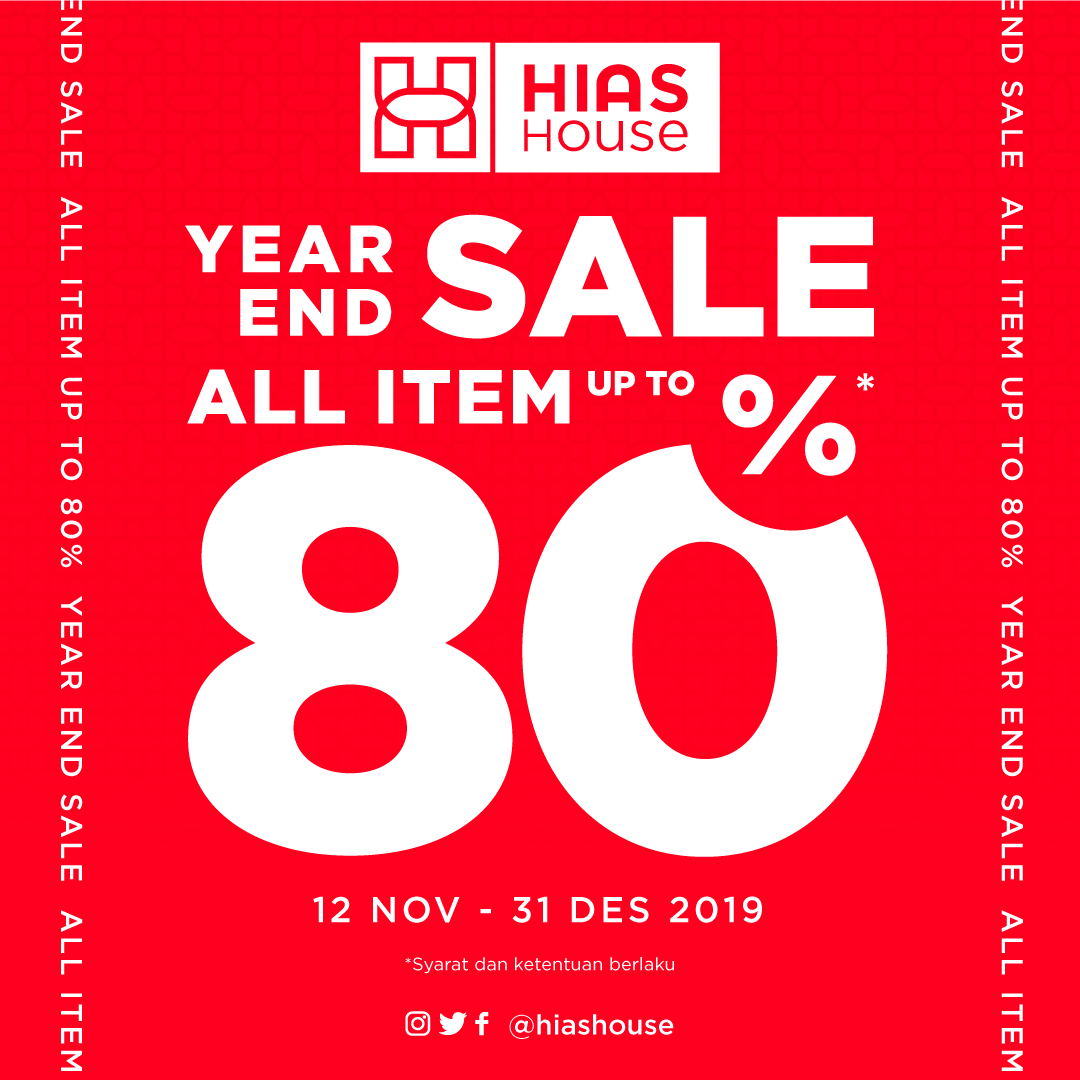 HIAS
House
YEAR
END
SALE
ALL ITEM UP TO %*
80
12 NOV - 31 DES 2019
*Syarat dan ketentuan berlaku
@hiashouse
END SALE ALL ITEM UP TO 80% YEAR END SALE ALL ITEM
END SALE ALL ITEM UP TO 80% YEAR END SALE ALL ITEM